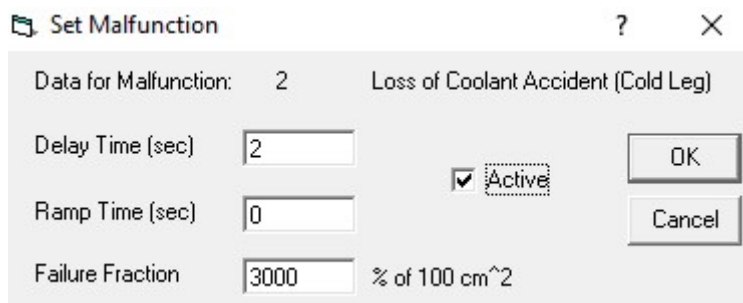 Set Malfunction ? X
Data for Malfunction: 2 Loss of Coolant Accident (Cold Leg)
Delay Time (sec) 2
Active OK
Ramp Time (sec) 0
Cancel
Failure Fraction 3000 % of 100 cm^2